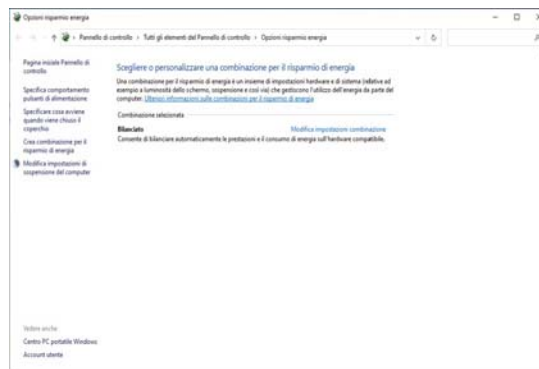 Opzioni risparmio energia
Pannello di controllo > Tutti gli elementi del Pannello di controllo > Opzioni risparmio energia
Pagina iniziale Pannello di
controllo
Specifica comportamento
pulsanti di alimentazione
Specificare cosa avviene
quando viene chiuso il
coperchio
Crea combinazione per il
risparmio di energia
Modifica impostazioni di
sospensione del computer
Scegliere o personalizzare una combinazione per il risparmio di energia
Una combinazione per il risparmio di energia è un insieme di impostazioni hardware e di sistema (relative ad
esempio a luminosità dello schermo, sospensione e così via) che gestiscono l'utilizzo dell'energia da parte del
computer. Ulteriori informazioni sulle combinazioni per il risparmio di energia
Combinazione selezionata
Bilanciato Modifica impostazioni combinazione
Consente di bilanciare automaticamente le prestazioni e il consumo di energia sull'hardware compatibile.
Vedere anche
Centro PC portatile Windows
Account utente